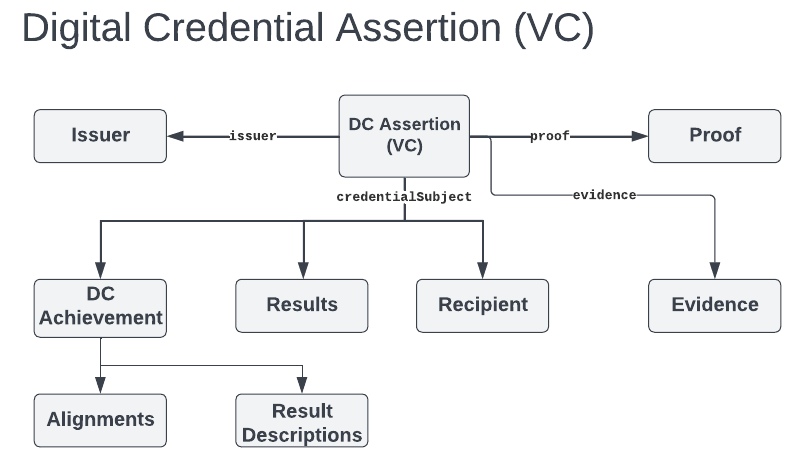 Digital Credential Assertion (VC)
DC Assertion
(VC)
Issuer
issuer
proof
Proof
credentialSubject
evidence
DC
Achievement
Results
Recipient
Evidence
Alignments
Result
Descriptions